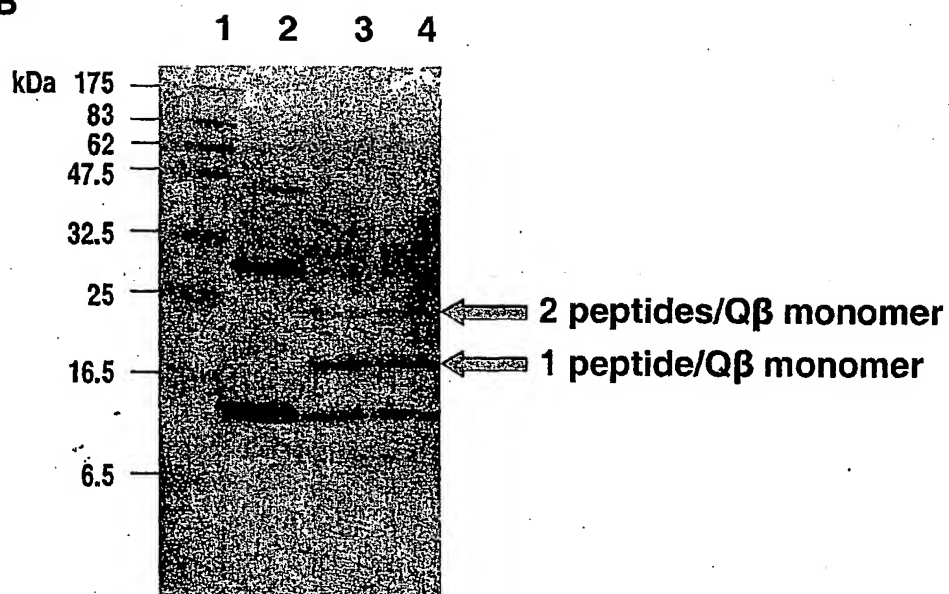 B
1 2 3 4
kDa 175
83
62
47.5
32.5
25
2 peptides/Qβ monomer
1 peptide/Qβ monomer
16.5
6.5